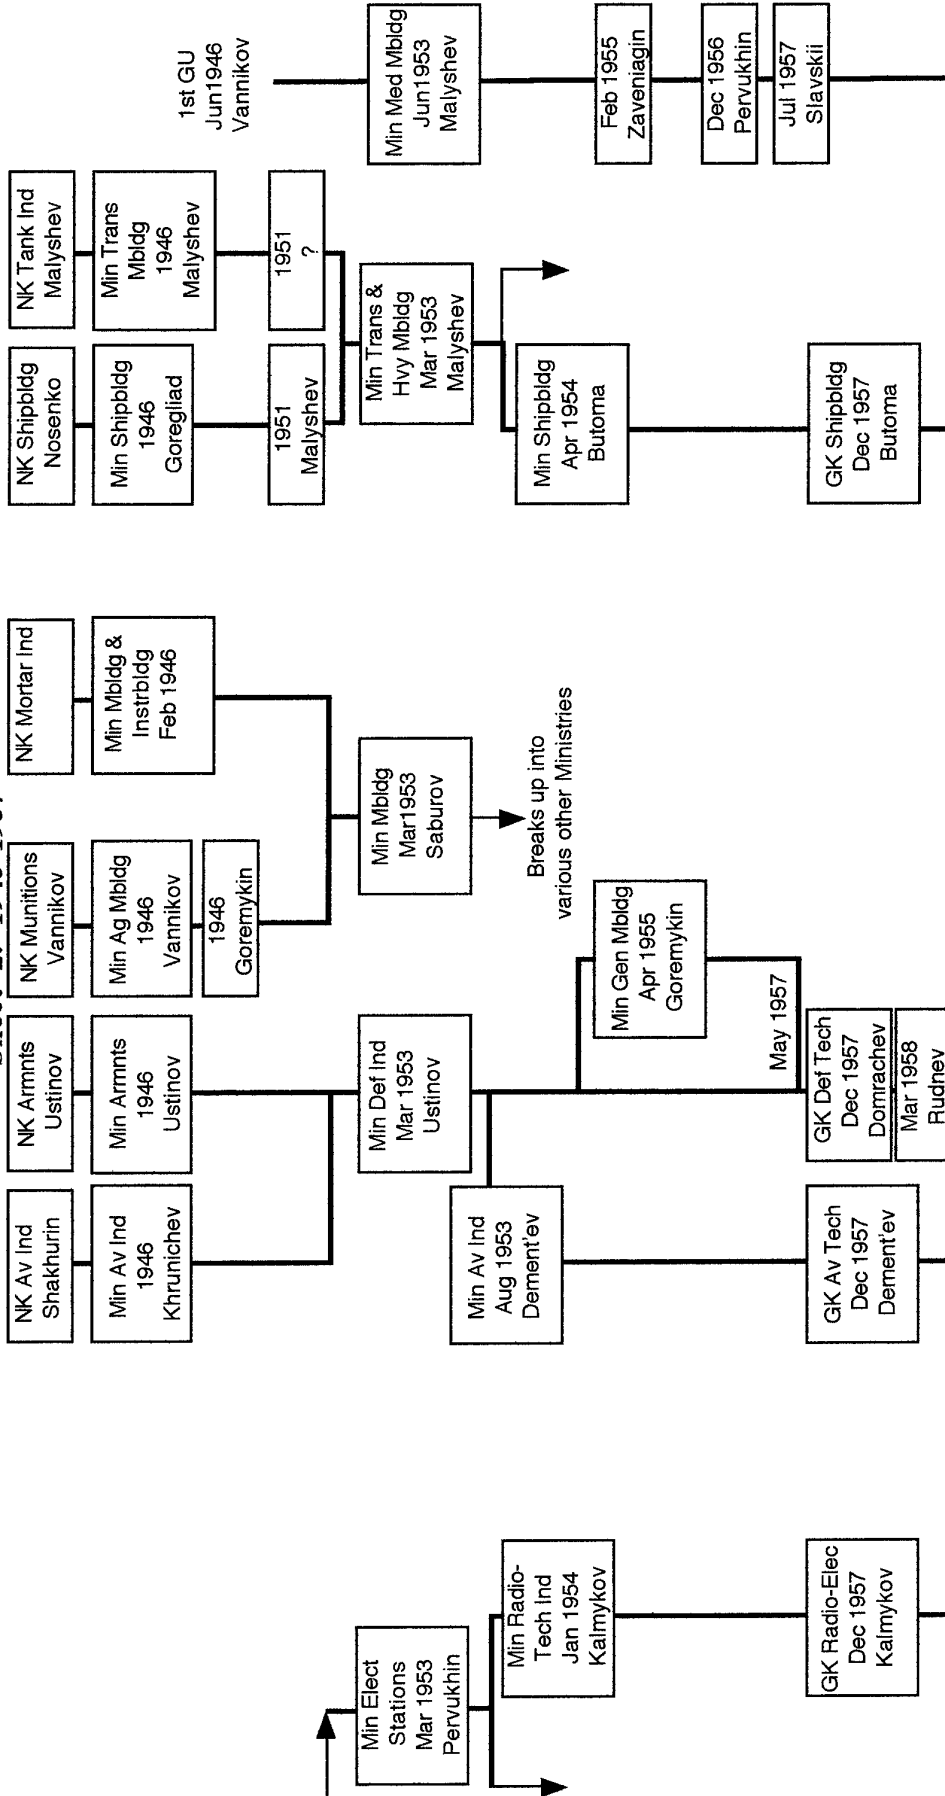 NK Av Ind
Shakhurin
NK Armnts
Ustinov
NK Munitions
Vannikov
NK Mortar Ind
NK Shipbldg
Nosenko
NK Tank Ind
Malyshev
Min Av Ind
1946
Khrunichev
Min Armnts
1946
Ustinov
Min Ag Mbldg
1946
Vannikov
Min Mbldg &
Instrbldg
Feb 1946
Min Shipbldg
1946
Goregliad
Min Trans
Mbldg
1946
Malyshev
1st GU
Jun1946
Vannikov
1946
Goremykin
1951
Malyshev
1951
?
Min Elect
Stations
Mar 1953
Pervukhin
Min Def Ind
Mar 1953
Ustinov
Min Mbldg
Mar1953
Saburov
Min Trans &
Hvy Mbldg
Mar 1953
Malyshev
Min Med Mbldg
Jun1953
Malyshev
Min Av Ind
Aug 1953
Dement'ev
Min Radio-
Tech Ind
Jan 1954
Kalmykov
Breaks up into
various other Ministries
Min Shipbldg
Apr 1954
Butoma
Min Gen Mbldg
Apr 1955
Goremykin
Feb 1955
Zaveniagin
Dec 1956
Pervukhin
May 1957
Jul 1957
Slavskii
GK Radio-Elec
Dec 1957
Kalmykov
GK Av Tech
Dec 1957
Dement'ev
GK Def Tech
Dec 1957
Domrachev
GK Shipbldg
Dec 1957
Butoma
Mar 1958
Rudnev